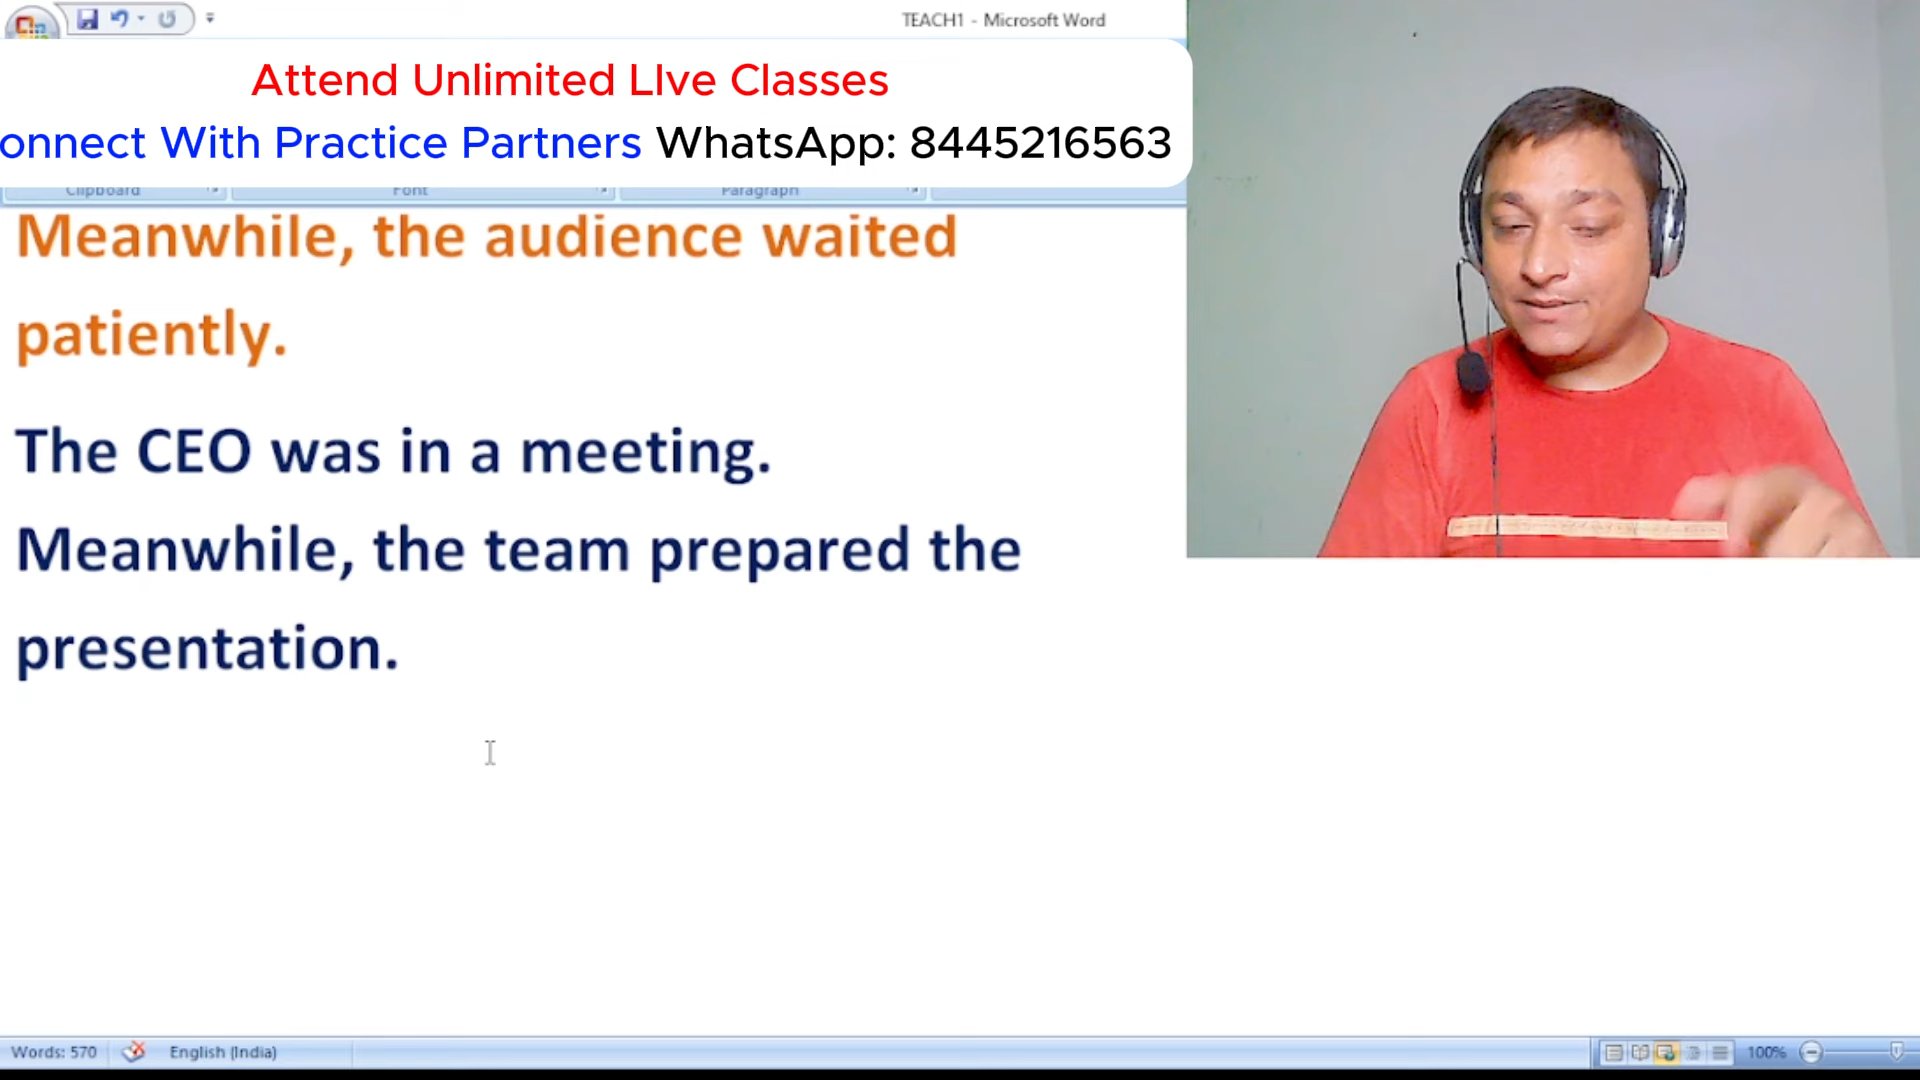 TEACH1 - Microsoft Word
Attend Unlimited LIve Classes
onnect With Practice Partners WhatsApp: 8445216563
Clipboard Font Paragraph
Meanwhile, the audience waited
patiently.
The CEO was in a meeting.
Meanwhile, the team prepared the
presentation.
Words: 570 English (India) 100%